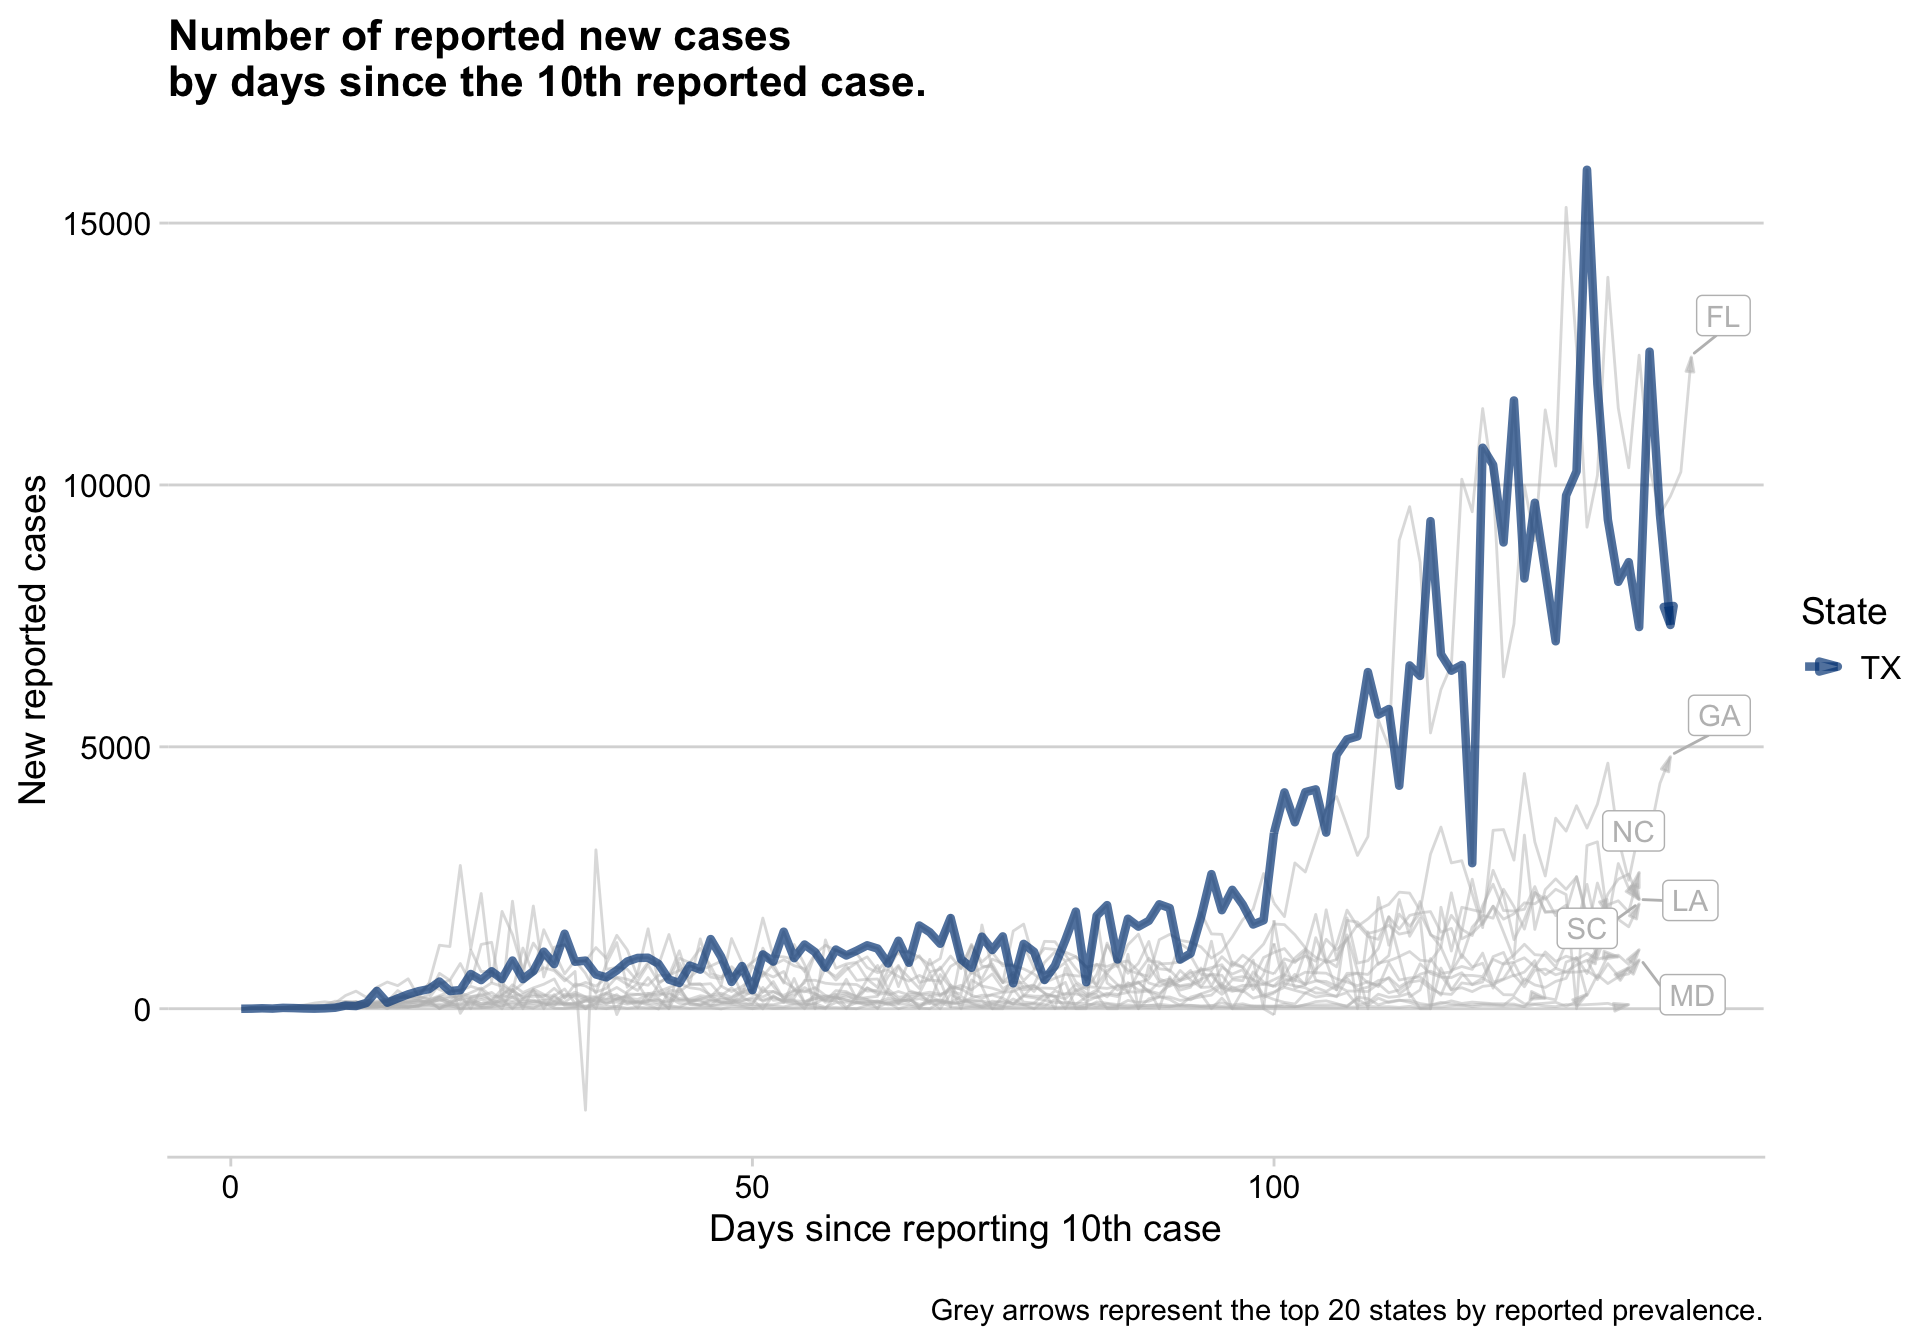 Number of reported new cases
by days since the 10th reported case.
15000
10000
5000
0
New reported cases
FL
GA
NC
LA
SC
MD
State
TX
0
50
100
Days since reporting 10th case
Grey arrows represent the top 20 states by reported prevalence.